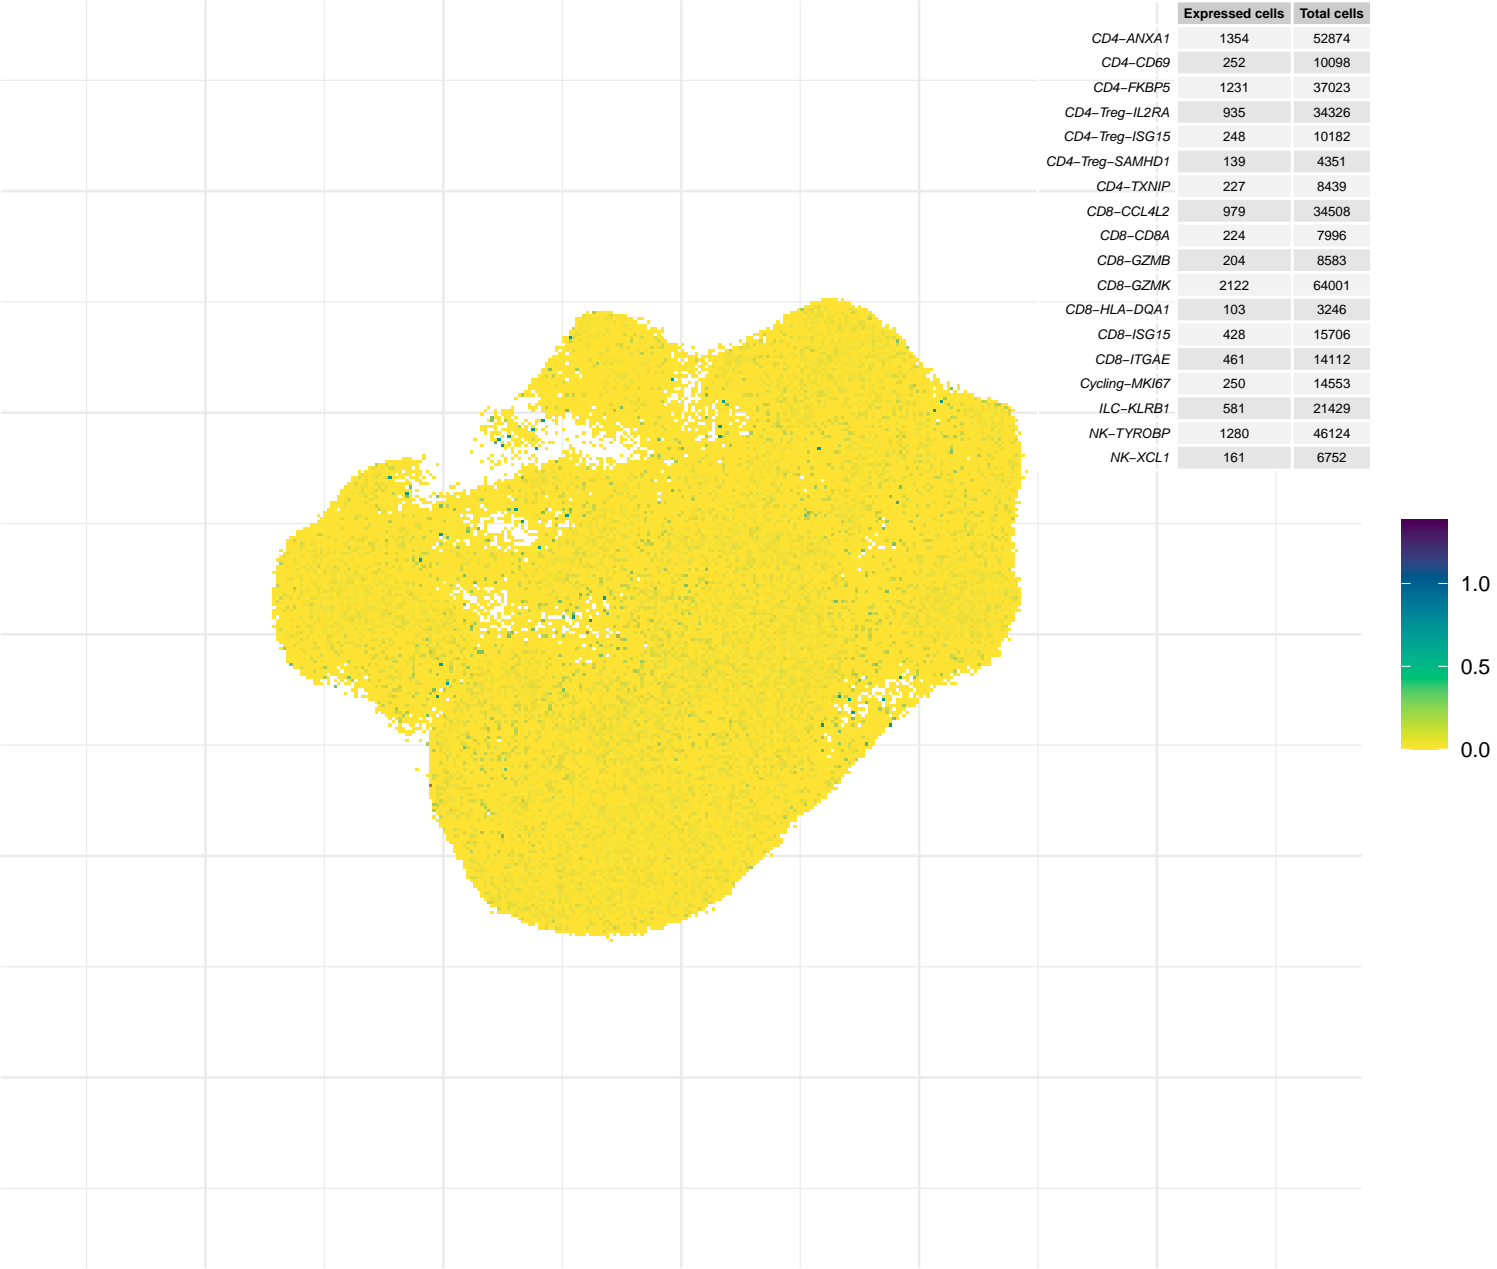 Expressed cells Total cells
CD4−ANXA1 1354 52874
CD4−CD69 252 10098
CD4−FKBP5 1231 37023
CD4−Treg−IL2RA 935 34326
CD4−Treg−ISG15 248 10182
CD4−Treg−SAMHD1 139 4351
CD4−TXNIP 227 8439
CD8−CCL4L2 979 34508
CD8−CD8A 224 7996
CD8−GZMB 204 8583
CD8−GZMK 2122 64001
CD8−HLA−DQA1 103 3246
CD8−ISG15 428 15706
CD8−ITGAE 461 14112
Cycling−MKI67 250 14553
ILC−KLRB1 581 21429
NK−TYROBP 1280 46124
NK−XCL1 161 6752
1.0
0.5
0.0